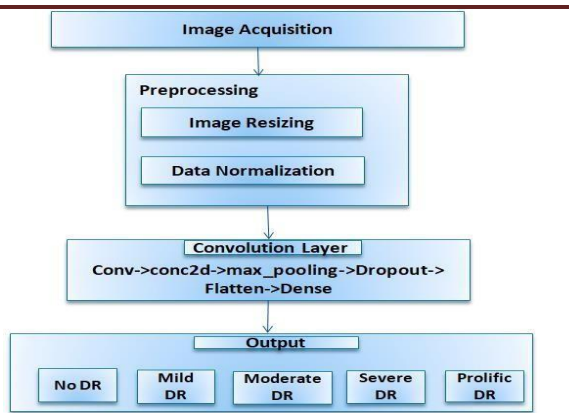 Image Acquisition
Preprocessing
Image Resizing
Data Normalization
Convolution Layer
Conv->conc2d->max_pooling->Dropout->
Flatten->Dense
Output
No DR
Mild
DR
Moderate
DR
Severe
DR
Prolific
DR